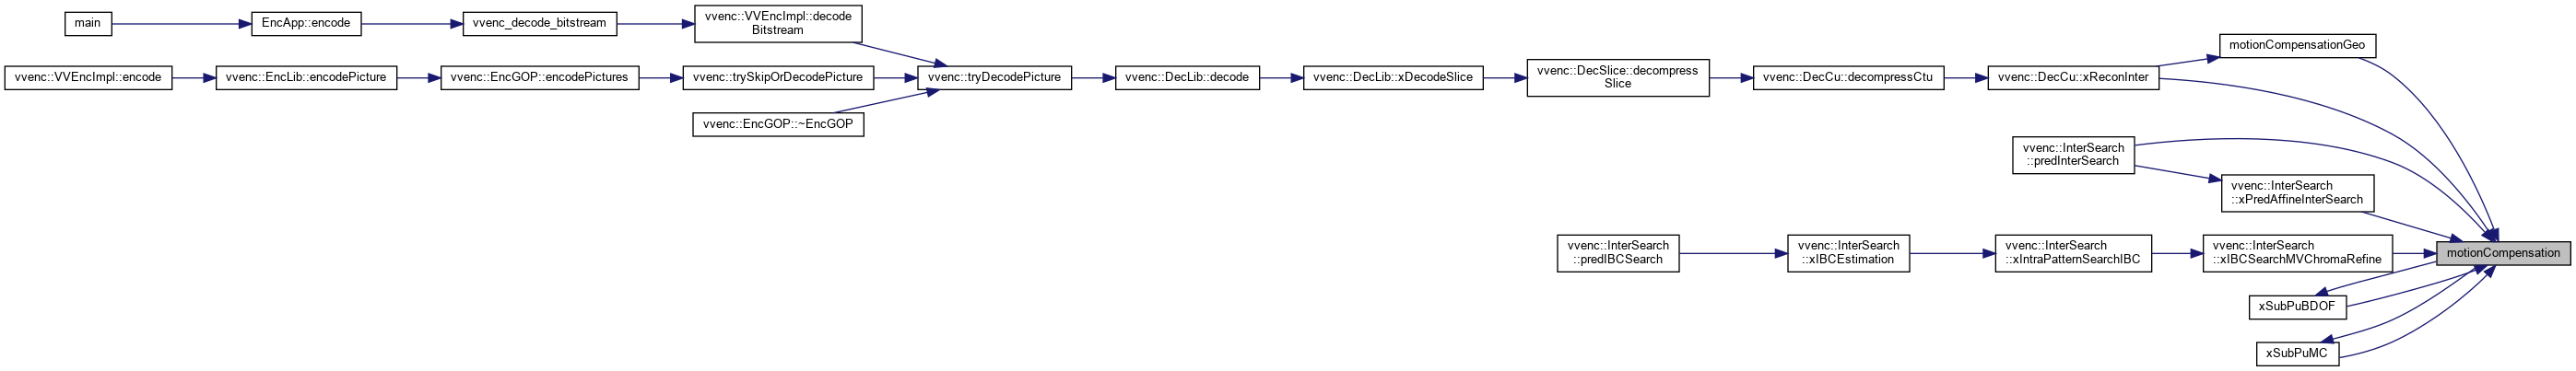 main
EncApp::encode
vvenc_decode_bitstream
vvenc::VVEncImpl::decode
Bitstream
motionCompensationGeo
vvenc::VVEncImpl::encode
vvenc::EncLib::encodePicture
vvenc::EncGOP::encodePictures
vvenc::trySkipOrDecodePicture
vvenc::tryDecodePicture
vvenc::DecLib::decode
vvenc::DecLib::xDecodeSlice
vvenc::DecSlice::decompress
Slice
vvenc::DecCu::decompressCtu
vvenc::DecCu::xReconInter
vvenc::EncGOP::~EncGOP
vvenc::InterSearch
::predInterSearch
vvenc::InterSearch
::xPredAffineInterSearch
vvenc::InterSearch
::predIBCSearch
vvenc::InterSearch
::xIBCEstimation
vvenc::InterSearch
::xIntraPatternSearchIBC
vvenc::InterSearch
::xIBCSearchMVChromaRefine
motionCompensation
xSubPuBDOF
xSubPuMC